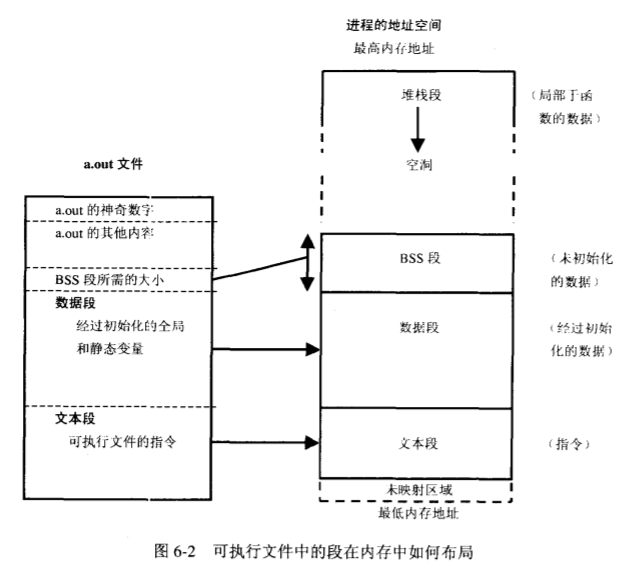 进程的地址空间
最高内存地址
堆栈段
（局部于函
数的数据）
空洞
a.out 文件
a.out 的神奇数字
a.out 的其他内容
BSS 段所需的大小
数据段
经过初始化的全局
和静态变量
文本段
可执行文件的指令
BSS 段
（未初始化
的数据）
数据段
（经过初始
化的数据）
文本段
（指令）
未映射区域
最低内存地址
图 6-2 可执行文件中的段在内存中如何布局